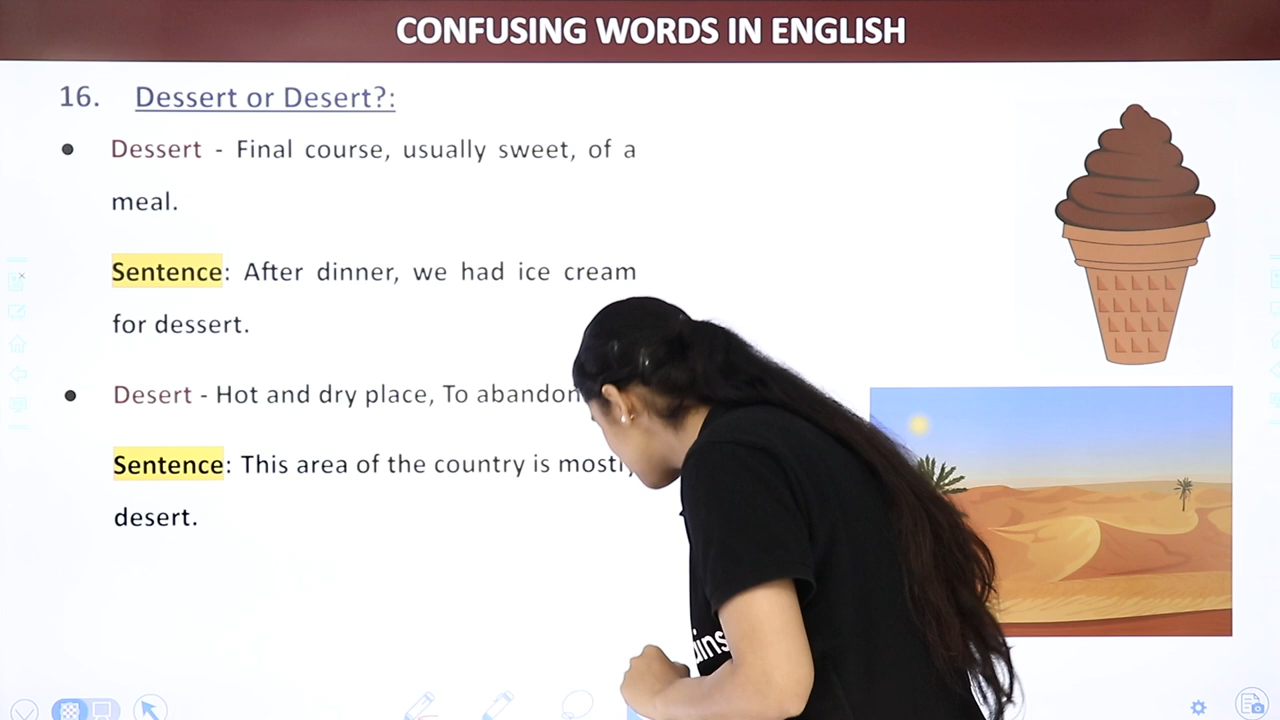 CONFUSING WORDS IN ENGLISH
16. Dessert or Desert?:
• Dessert - Final course, usually sweet, of a
meal.
Sentence: After dinner, we had ice cream
for dessert.
• Desert - Hot and dry place, To abandon
Sentence: This area of the country is mostly
desert.